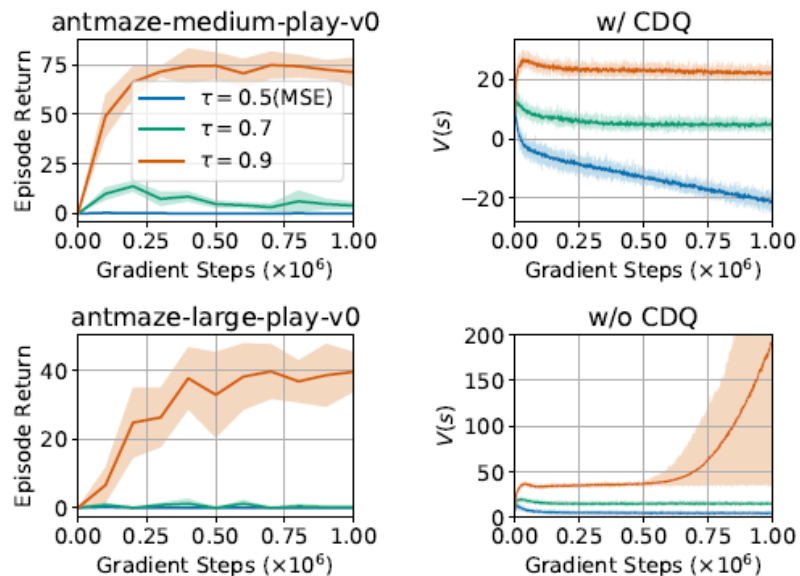 antmaze-medium-play-v0
Episode Return
75
50
25
0
τ = 0.5(MSE)
τ = 0.7
τ = 0.9
0.00 0.25 0.50 0.75 1.00
Gradient Steps (×10⁶)
w/ CDQ
V(s)
20
0
−20
0.00 0.25 0.50 0.75 1.00
Gradient Steps (×10⁶)
antmaze-large-play-v0
Episode Return
40
20
0
0.00 0.25 0.50 0.75 1.00
Gradient Steps (×10⁶)
w/o CDQ
V(s)
200
150
100
50
0
0.00 0.25 0.50 0.75 1.00
Gradient Steps (×10⁶)